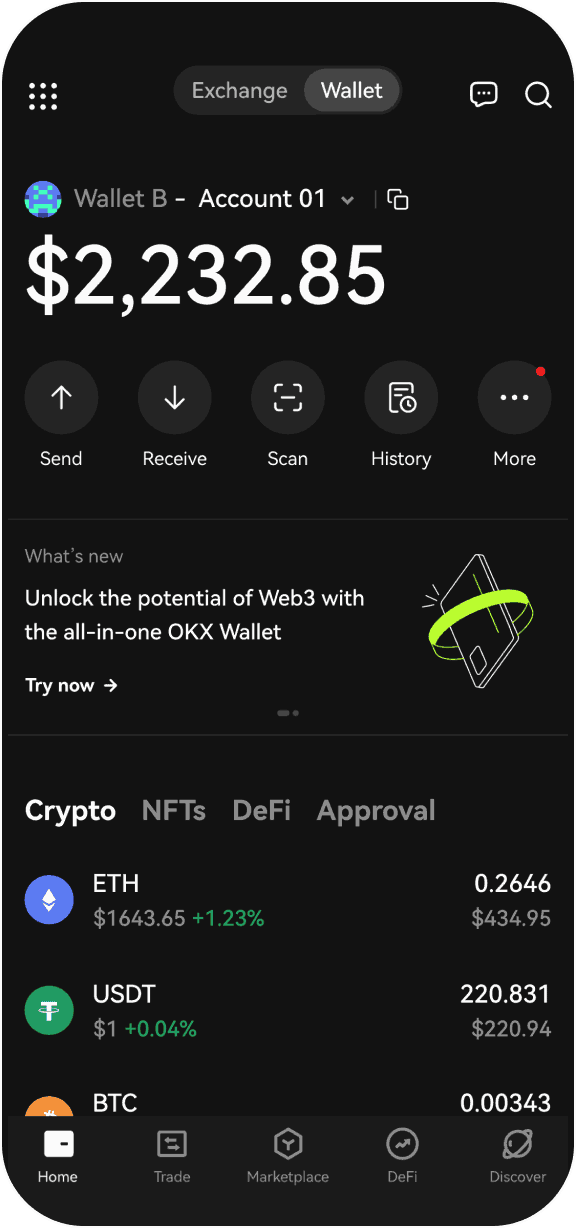 Exchange Wallet
Wallet B - Account 01
$2,232.85
Send Receive Scan History More
What's new
Unlock the potential of Web3 with
the all-in-one OKX Wallet
Try now →
Crypto NFTs DeFi Approval
ETH 0.2646
$1643.65 +1.23% $434.95
USDT 220.831
$1 +0.04% $220.94
BTC 0.00343
Home Trade Marketplace DeFi Discover